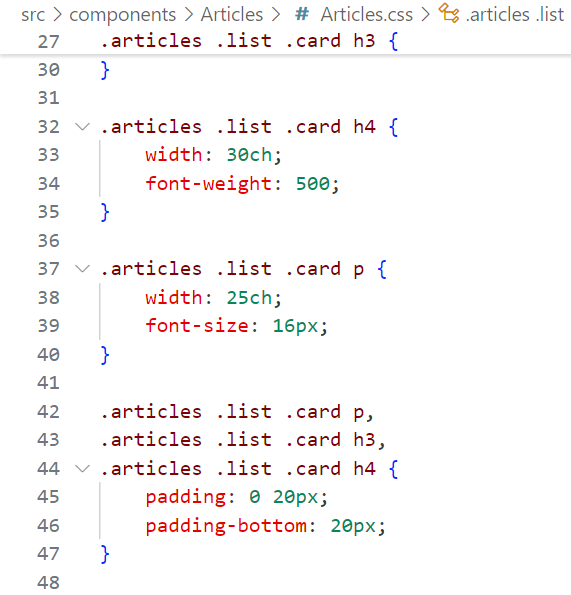 src > components > Articles > # Articles.css > .articles .list
27 .articles .list .card h3 {
30 }
31
32 .articles .list .card h4 {
33 width: 30ch;
34 font-weight: 500;
35 }
36
37 .articles .list .card p {
38 width: 25ch;
39 font-size: 16px;
40 }
41
42 .articles .list .card p,
43 .articles .list .card h3,
44 .articles .list .card h4 {
45 padding: 0 20px;
46 padding-bottom: 20px;
47 }
48